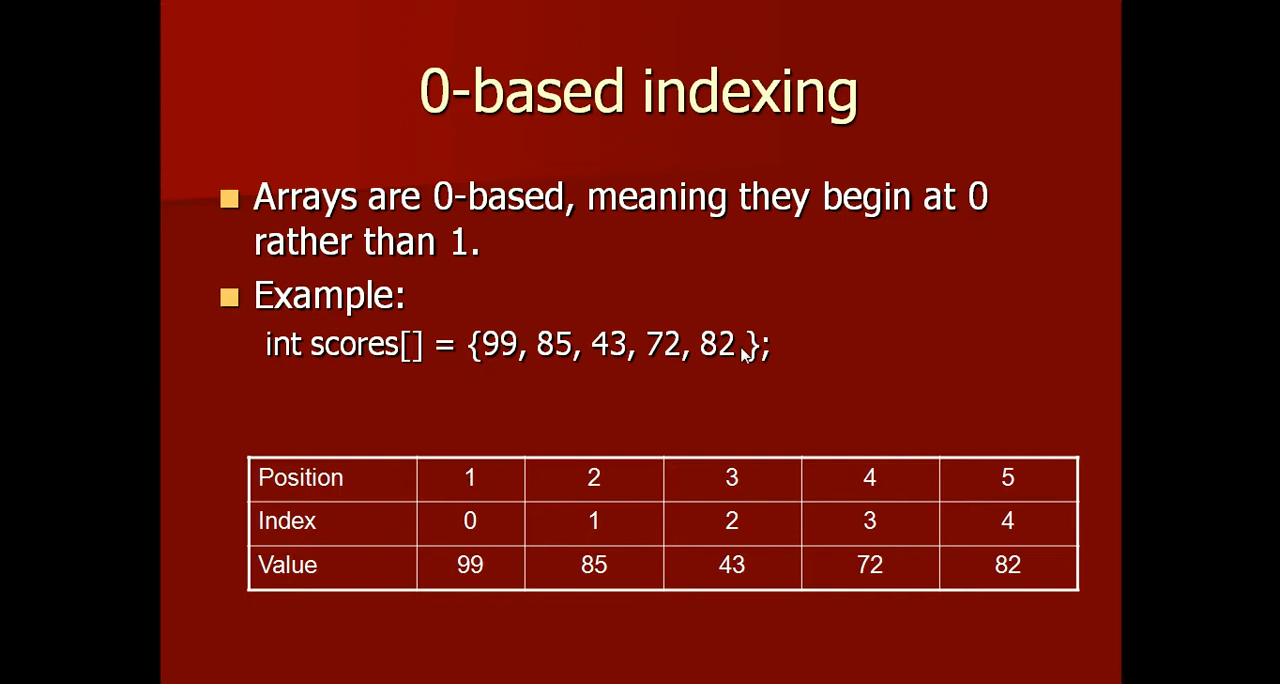 0-based indexing
Arrays are 0-based, meaning they begin at 0
rather than 1.
Example:
int scores[] = {99, 85, 43, 72, 82 };
Position 1 2 3 4 5
Index 0 1 2 3 4
Value 99 85 43 72 82